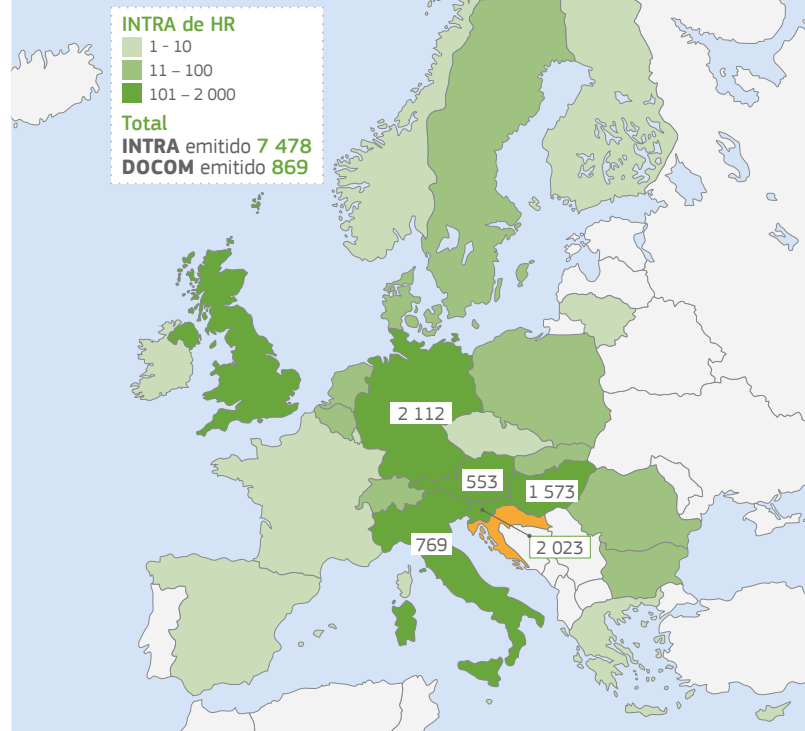 INTRA de HR
1 - 10
11 – 100
101 – 2 000
Total
INTRA emitido 7 478
DOCOM emitido 869
2 112
553
1 573
769
2 023